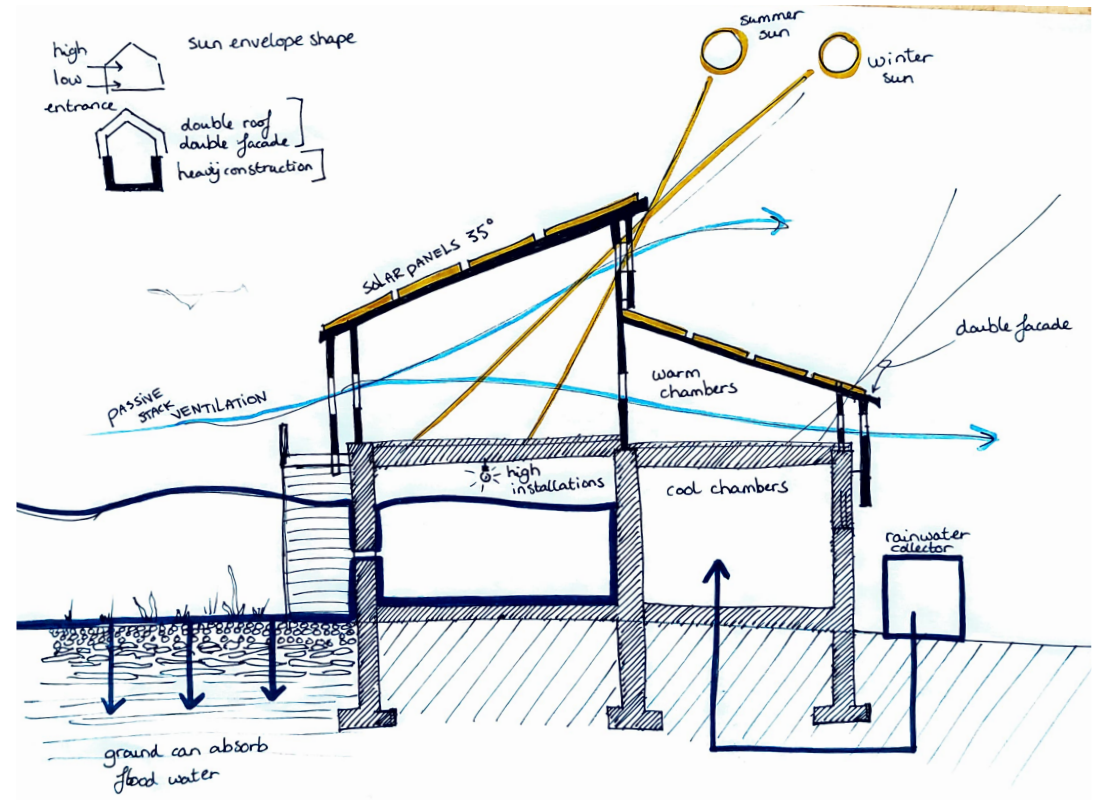 sun envelope shape
high
low
entrance
double roof
double facade
heavy construction
summer
sun
winter
sun
SOLAR PANELS 35°
double facade
PASSIVE
STACK VENTILATION
warm
chambers
high
installations
cool chambers
rainwater
collector
ground can absorb
flood water